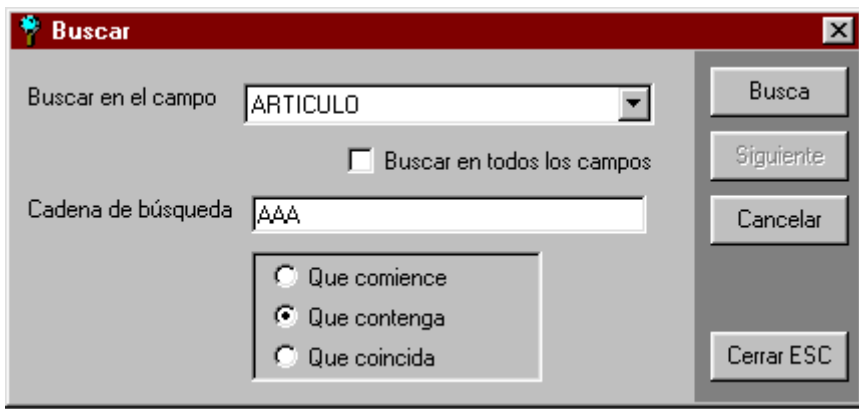 Buscar
Buscar en el campo
ARTICULO
Busca
Buscar en todos los campos
Siguiente
Cadena de búsqueda
AAA
Cancelar
Que comience
Que contenga
Que coincida
Cerrar ESC